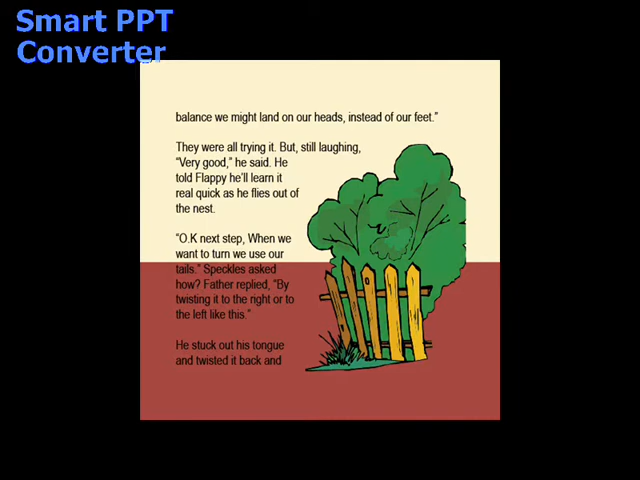 Smart PPT
Converter
balance we might land on our heads, instead of our feet.”
They were all trying it. But, still laughing,
“Very good,” he said. He
told Flappy he’ll learn it
real quick as he flies out of
the nest.
“O.K next step, When we
want to turn we use our
tails.” Speckles asked
how? Father replied, “By
twisting it to the right or to
the left like this.”
He stuck out his tongue
and twisted it back and